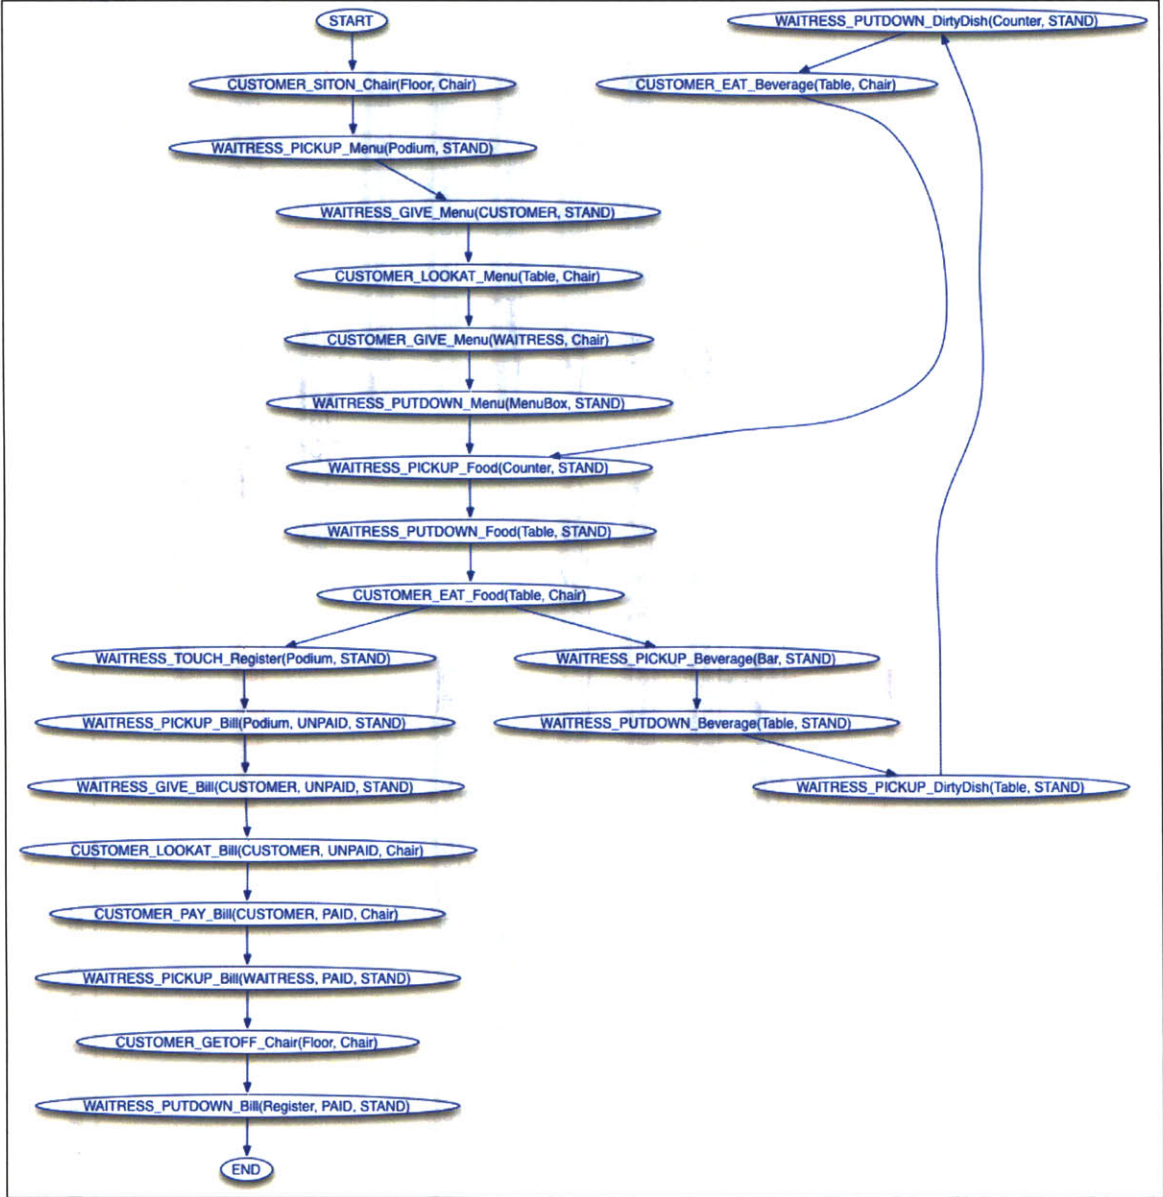 START
WAITRESS_PUTDOWN_DirtyDish(Counter, STAND)
CUSTOMER_SITON_Chair(Floor, Chair)
CUSTOMER_EAT_Beverage(Table, Chair)
WAITRESS_PICKUP_Menu(Podium, STAND)
WAITRESS_GIVE_Menu(CUSTOMER, STAND)
CUSTOMER_LOOKAT_Menu(Table, Chair)
CUSTOMER_GIVE_Menu(WAITRESS, Chair)
WAITRESS_PUTDOWN_Menu(MenuBox, STAND)
WAITRESS_PICKUP_Food(Counter, STAND)
WAITRESS_PUTDOWN_Food(Table, STAND)
CUSTOMER_EAT_Food(Table, Chair)
WAITRESS_TOUCH_Register(Podium, STAND)
WAITRESS_PICKUP_Beverage(Bar, STAND)
WAITRESS_PICKUP_Bill(Podium, UNPAID, STAND)
WAITRESS_PUTDOWN_Beverage(Table, STAND)
WAITRESS_GIVE_Bill(CUSTOMER, UNPAID, STAND)
WAITRESS_PICKUP_DirtyDish(Table, STAND)
CUSTOMER_LOOKAT_Bill(CUSTOMER, UNPAID, Chair)
CUSTOMER_PAY_Bill(CUSTOMER, PAID, Chair)
WAITRESS_PICKUP_Bill(WAITRESS, PAID, STAND)
CUSTOMER_GETOFF_Chair(Floor, Chair)
WAITRESS_PUTDOWN_Bill(Register, PAID, STAND)
END